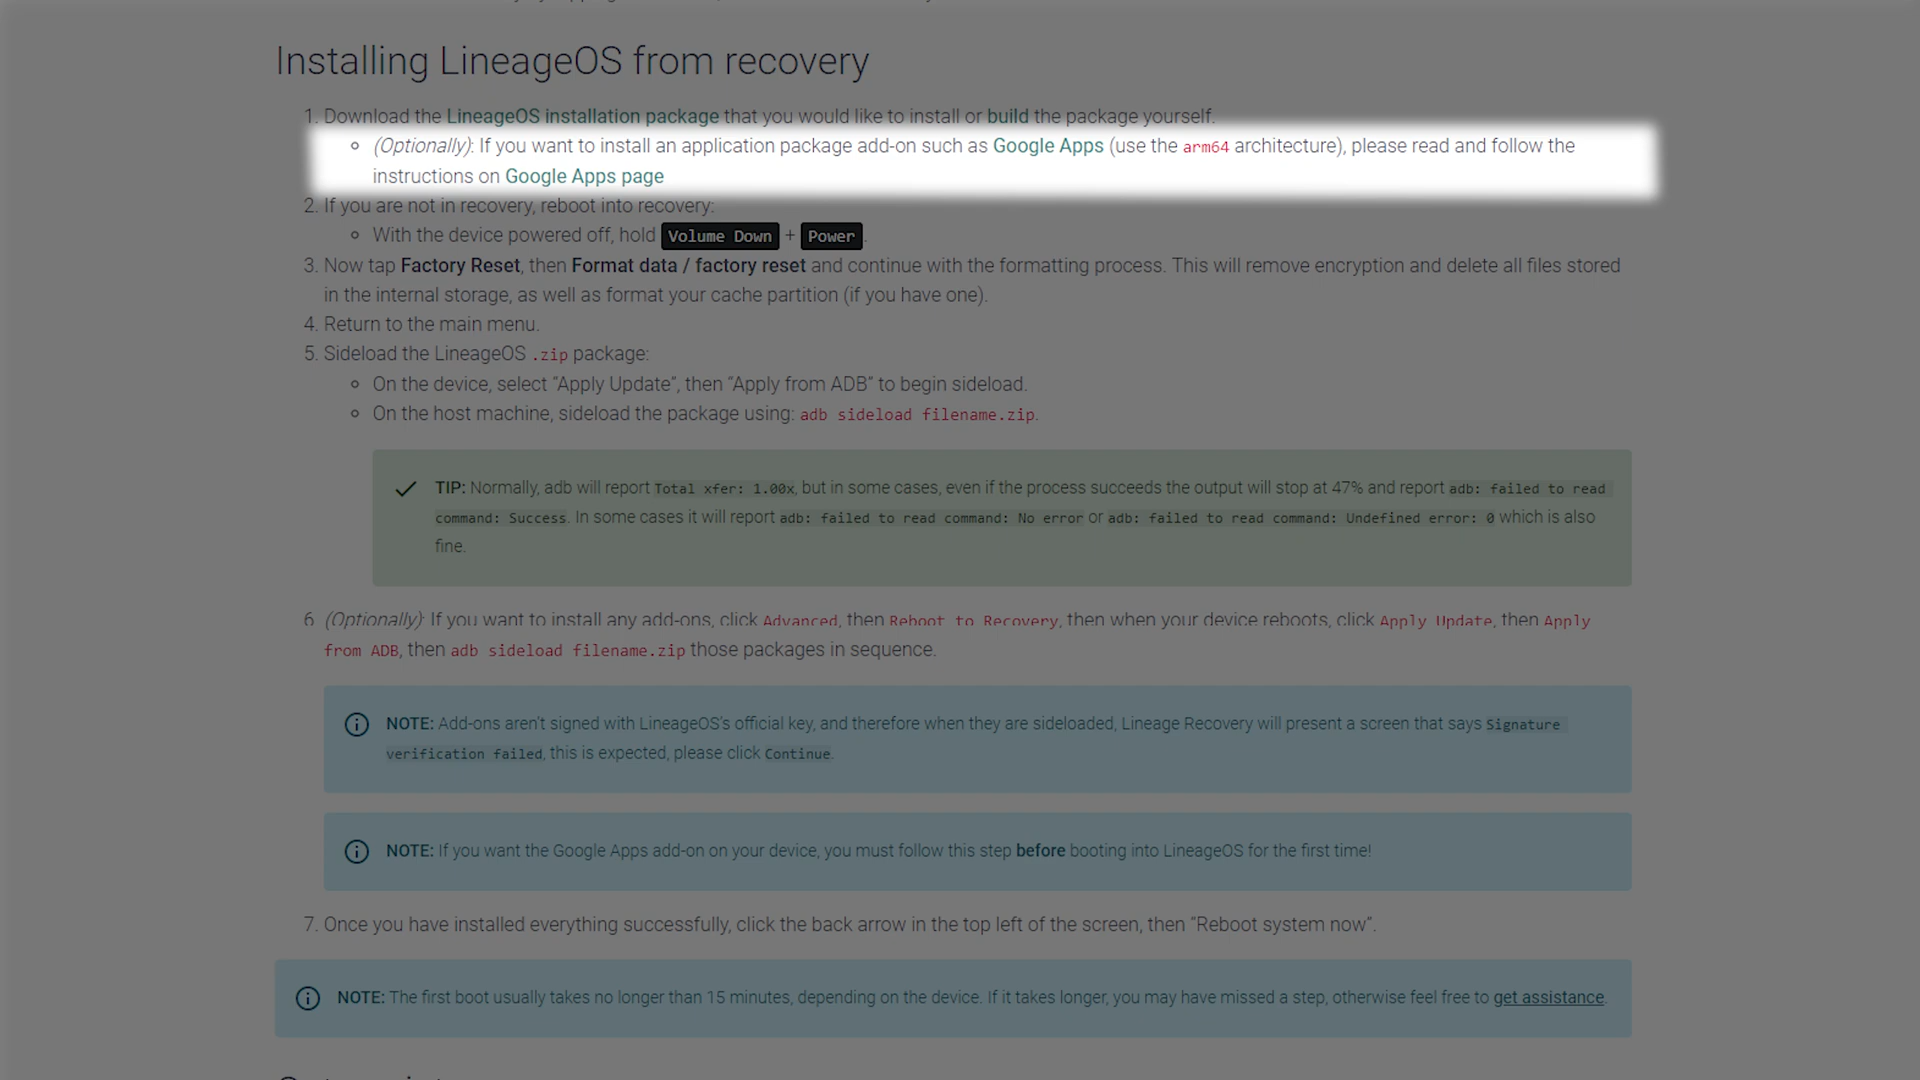 Installing LineageOS from recovery
1. Download the LineageOS installation package that you would like to install or build the package yourself.
(Optionally): If you want to install an application package add-on such as Google Apps (use the arm64 architecture), please read and follow the
instructions on Google Apps page
2. If you are not in recovery, reboot into recovery:
With the device powered off, hold Volume Down + Power.
3. Now tap Factory Reset, then Format data / factory reset and continue with the formatting process. This will remove encryption and delete all files stored
in the internal storage, as well as format your cache partition (if you have one).
4. Return to the main menu.
5. Sideload the LineageOS .zip package:
On the device, select “Apply Update”, then “Apply from ADB” to begin sideload.
On the host machine, sideload the package using: adb sideload filename.zip.
TIP: Normally, adb will report Total xfer: 1.00x, but in some cases, even if the process succeeds the output will stop at 47% and report adb: failed to read
command: Success. In some cases it will report adb: failed to read command: No error or adb: failed to read command: Undefined error: 0 which is also
fine.
6 (Optionally): If you want to install any add-ons, click Advanced, then Reboot to Recovery, then when your device reboots, click Apply Update, then Apply
from ADB, then adb sideload filename.zip those packages in sequence.
NOTE: Add-ons aren’t signed with LineageOS’s official key, and therefore when they are sideloaded, Lineage Recovery will present a screen that says Signature
verification failed, this is expected, please click Continue.
NOTE: If you want the Google Apps add-on on your device, you must follow this step before booting into LineageOS for the first time!
7. Once you have installed everything successfully, click the back arrow in the top left of the screen, then “Reboot system now”.
NOTE: The first boot usually takes no longer than 15 minutes, depending on the device. If it takes longer, you may have missed a step, otherwise feel free to get assistance.